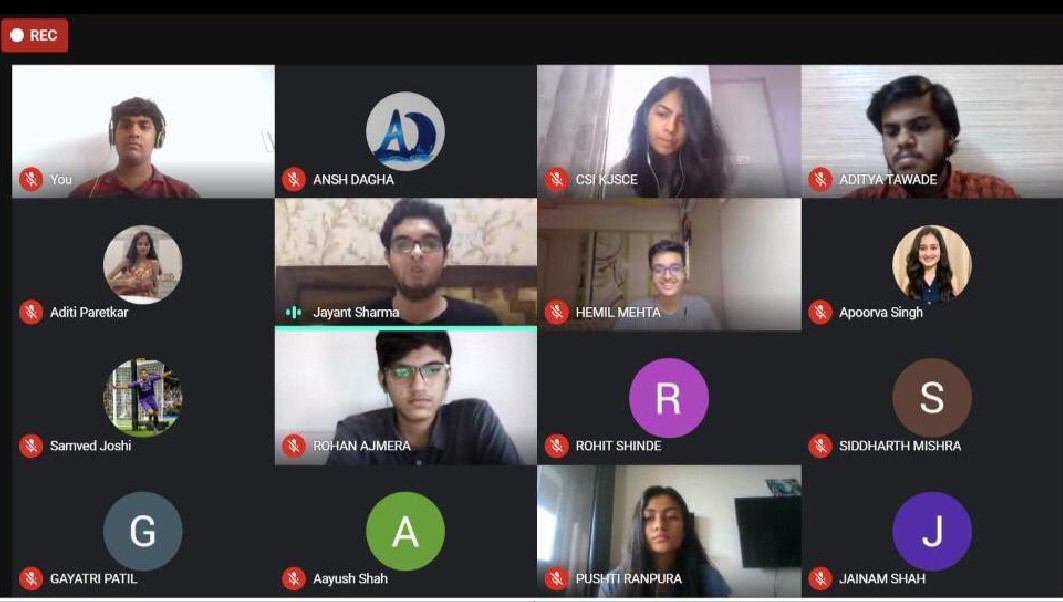 REC
You
ANSH DAGHA
CSI KJSCE
ADITYA TAWADE
Aditi Paretkar
Jayant Sharma
HEMIL MEHTA
Apoorva Singh
Samved Joshi
ROHAN AJMERA
R
ROHIT SHINDE
S
SIDDHARTH MISHRA
G
GAYATRI PATIL
A
Aayush Shah
PUSHTI RANPURA
J
JAINAM SHAH